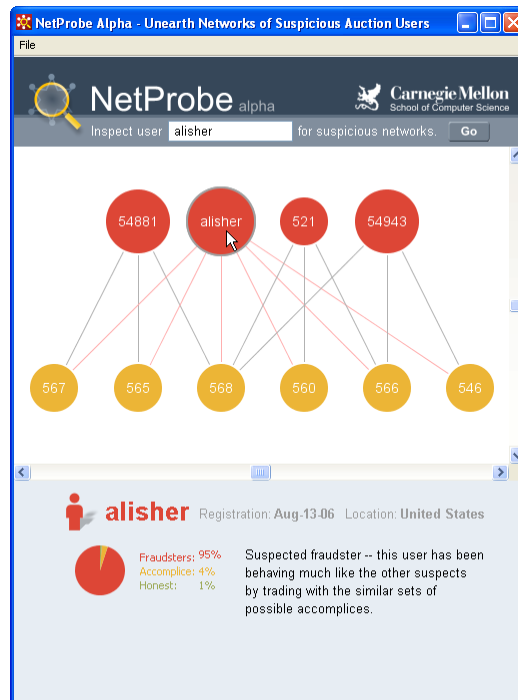 NetProbe Alpha - Unearth Networks of Suspicious Auction Users
File
NetProbe alpha
Carnegie Mellon
School of Computer Science
Inspect user alisher for suspicious networks. Go
54881 alisher 521 54943
567 565 568 560 566 546
alisher Registration: Aug-13-06 Location: United States
Fraudsters: 95%
Accomplice: 4%
Honest: 1%
Suspected fraudster -- this user has been
behaving much like the other suspects
by trading with the similar sets of
possible accomplices.